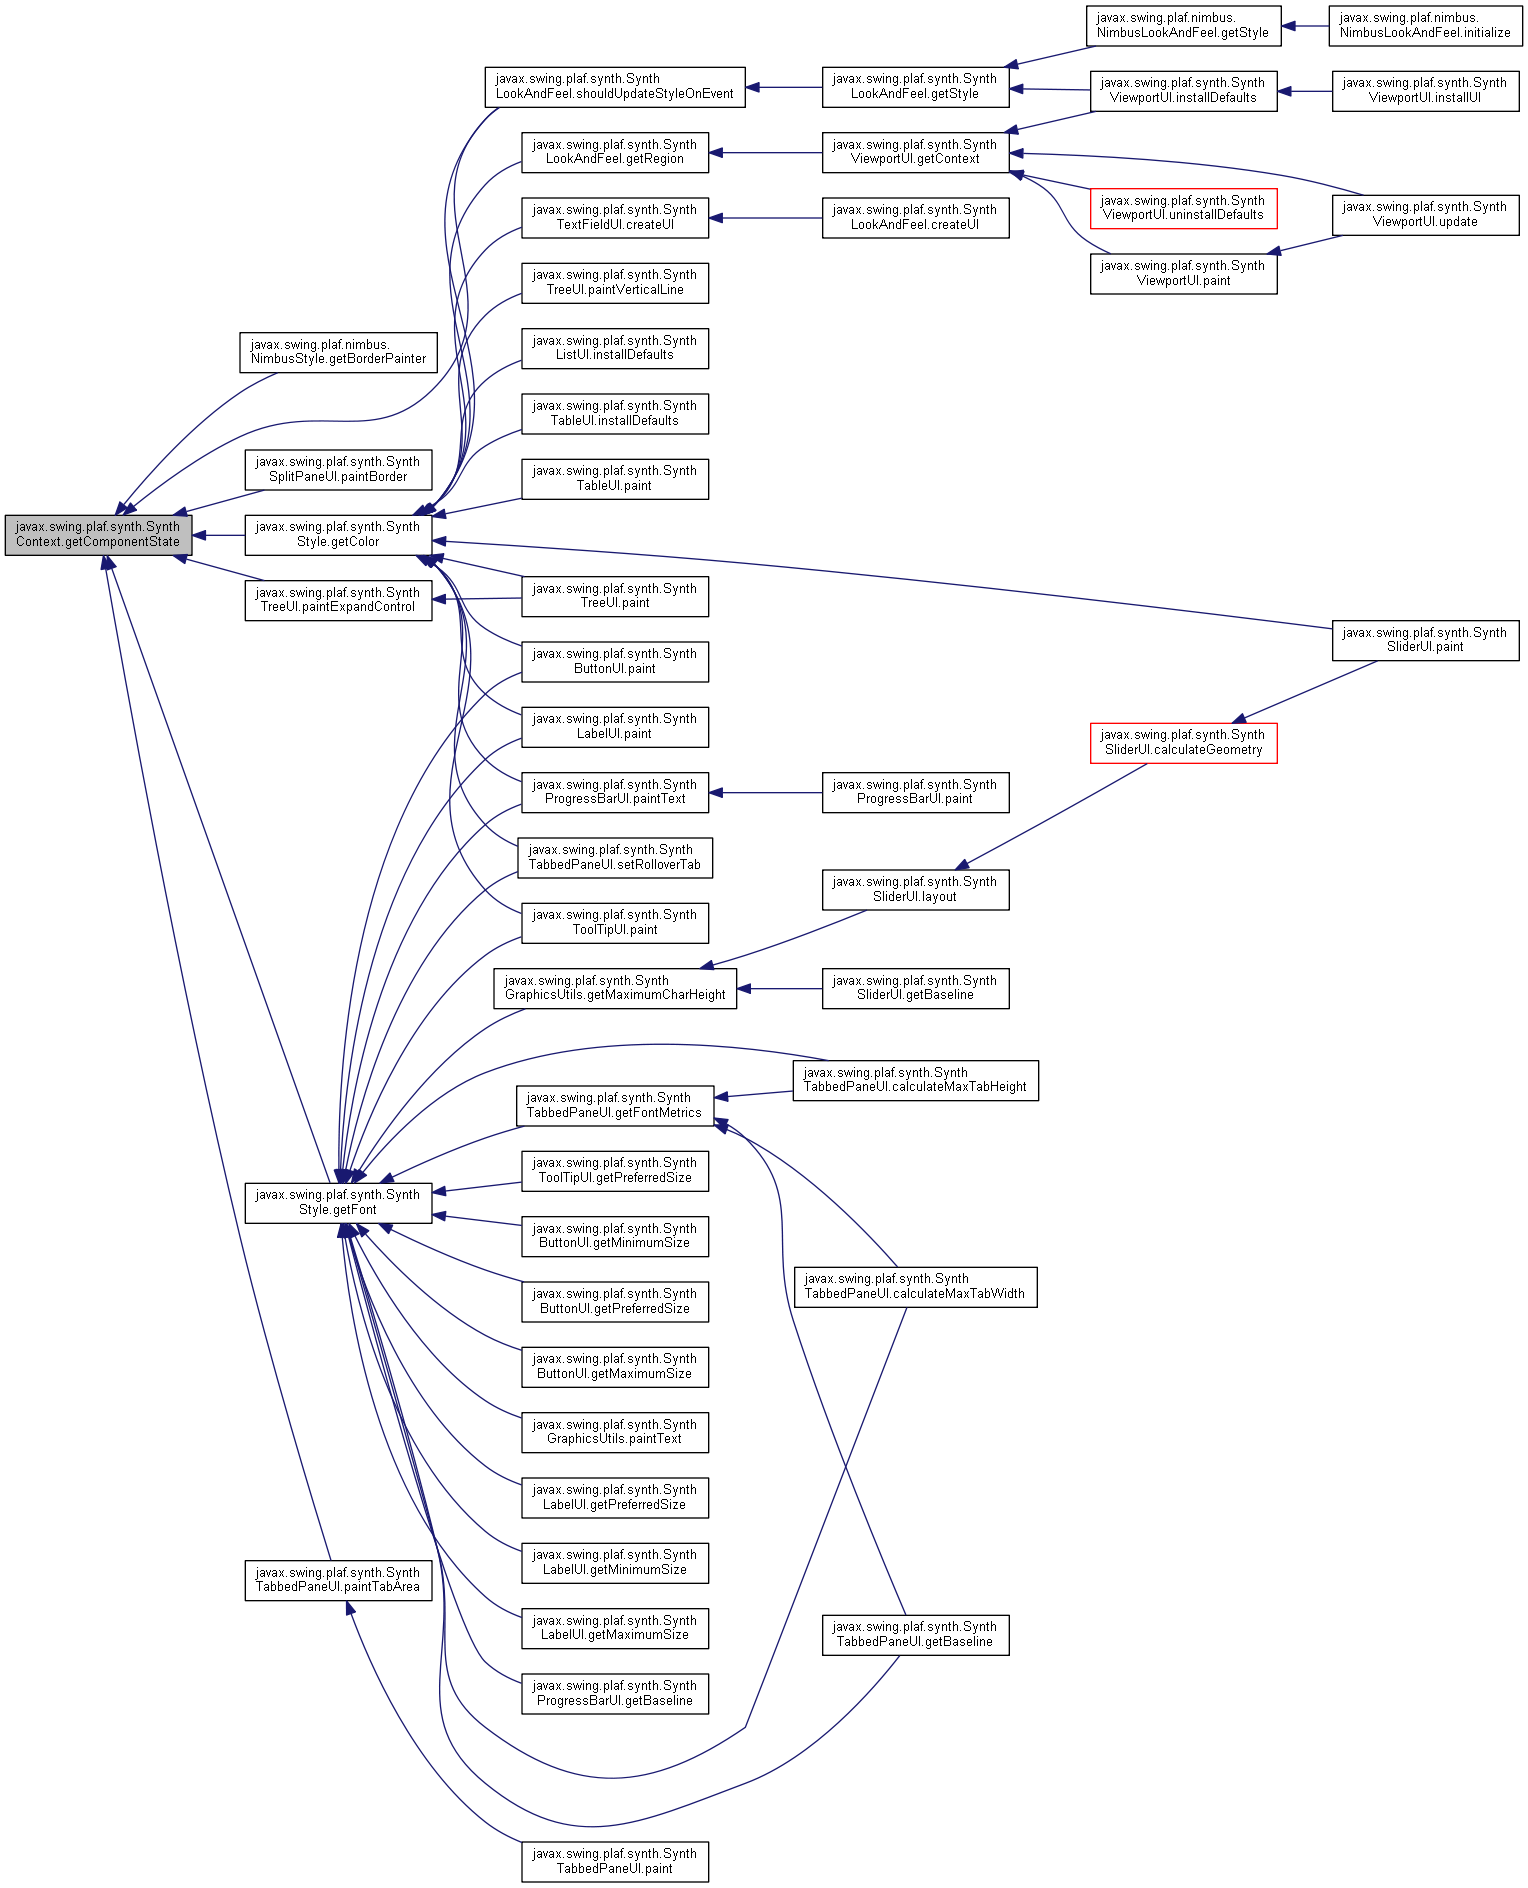 javax.swing.plaf.nimbus.
NimbusLookAndFeel.getStyle
javax.swing.plaf.nimbus.
NimbusLookAndFeel.initialize
javax.swing.plaf.synth.Synth
LookAndFeel.shouldUpdateStyleOnEvent
javax.swing.plaf.synth.Synth
LookAndFeel.getStyle
javax.swing.plaf.synth.Synth
ViewportUI.installDefaults
javax.swing.plaf.synth.Synth
ViewportUI.installUI
javax.swing.plaf.synth.Synth
LookAndFeel.getRegion
javax.swing.plaf.synth.Synth
ViewportUI.getContext
javax.swing.plaf.synth.Synth
ViewportUI.uninstallDefaults
javax.swing.plaf.synth.Synth
ViewportUI.update
javax.swing.plaf.synth.Synth
TextFieldUI.createUI
javax.swing.plaf.synth.Synth
LookAndFeel.createUI
javax.swing.plaf.synth.Synth
ViewportUI.paint
javax.swing.plaf.synth.Synth
TreeUI.paintVerticalLine
javax.swing.plaf.nimbus.
NimbusStyle.getBorderPainter
javax.swing.plaf.synth.Synth
ListUI.installDefaults
javax.swing.plaf.synth.Synth
TableUI.installDefaults
javax.swing.plaf.synth.Synth
SplitPaneUI.paintBorder
javax.swing.plaf.synth.Synth
TableUI.paint
javax.swing.plaf.synth.Synth
Context.getComponentState
javax.swing.plaf.synth.Synth
Style.getColor
javax.swing.plaf.synth.Synth
TreeUI.paintExpandControl
javax.swing.plaf.synth.Synth
TreeUI.paint
javax.swing.plaf.synth.Synth
SliderUI.paint
javax.swing.plaf.synth.Synth
ButtonUI.paint
javax.swing.plaf.synth.Synth
LabelUI.paint
javax.swing.plaf.synth.Synth
SliderUI.calculateGeometry
javax.swing.plaf.synth.Synth
ProgressBarUI.paintText
javax.swing.plaf.synth.Synth
ProgressBarUI.paint
javax.swing.plaf.synth.Synth
TabbedPaneUI.setRolloverTab
javax.swing.plaf.synth.Synth
SliderUI.layout
javax.swing.plaf.synth.Synth
ToolTipUI.paint
javax.swing.plaf.synth.Synth
GraphicsUtils.getMaximumCharHeight
javax.swing.plaf.synth.Synth
SliderUI.getBaseline
javax.swing.plaf.synth.Synth
TabbedPaneUI.calculateMaxTabHeight
javax.swing.plaf.synth.Synth
TabbedPaneUI.getFontMetrics
javax.swing.plaf.synth.Synth
ToolTipUI.getPreferredSize
javax.swing.plaf.synth.Synth
Style.getFont
javax.swing.plaf.synth.Synth
ButtonUI.getMinimumSize
javax.swing.plaf.synth.Synth
TabbedPaneUI.calculateMaxTabWidth
javax.swing.plaf.synth.Synth
ButtonUI.getPreferredSize
javax.swing.plaf.synth.Synth
ButtonUI.getMaximumSize
javax.swing.plaf.synth.Synth
GraphicsUtils.paintText
javax.swing.plaf.synth.Synth
LabelUI.getPreferredSize
javax.swing.plaf.synth.Synth
LabelUI.getMinimumSize
javax.swing.plaf.synth.Synth
TabbedPaneUI.paintTabArea
javax.swing.plaf.synth.Synth
LabelUI.getMaximumSize
javax.swing.plaf.synth.Synth
TabbedPaneUI.getBaseline
javax.swing.plaf.synth.Synth
ProgressBarUI.getBaseline
javax.swing.plaf.synth.Synth
TabbedPaneUI.paint